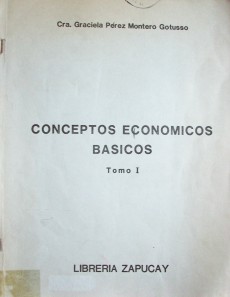 Cra. Graciela Pérez Montero Gotusso
CONCEPTOS ECONOMICOS
BASICOS
Tomo I
LIBRERIA ZAPUCAY